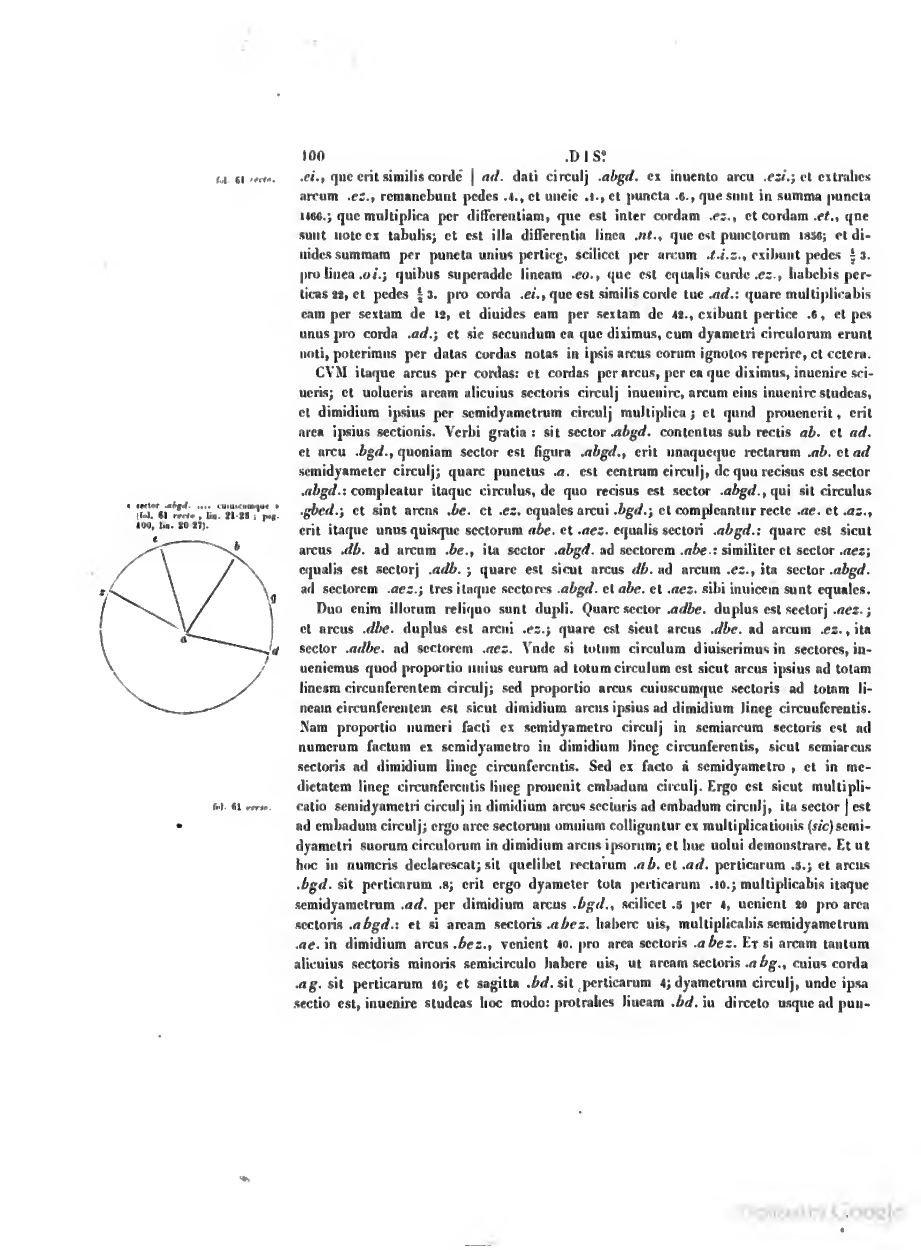 100 .DIS?
fol. 61 recto.
.ei., que erit similis corde | ad. dati circulj .abgd. ex inuento arcu .ezi.; et extrahes
arcum .ez., remanebunt pedes .4., et uncie .1., et puncta .6., que sunt in summa puncta
1466.; que multiplica per differentiam, que est inter cordam .ez., et cordam .et., que
sunt note ex tabulis; et est illa differentia linea .nt., que est punctorum 1856; et di-
uides summam per puncta unius perticę, scilicet per arcum .t.i.z., exibunt pedes 3.
pro linea .oi.; quibus superadde lineam .eo., que est equalis corde .ez., habebis per-
ticas 22, et pedes 3. pro corda .ei., que est similis corde tue .ad.: quare multiplicabis
eam per sextam de 12, et diuides eam per sextam de 42., exibunt pertice .6, et pes
unus pro corda .ad.; et sic secundum ea que diximus, cum dyametri circulorum erunt
noti, poterimus per datas cordas notas in ipsis arcus eorum ignotos reperire, et cetera.
CVM itaque arcus per cordas: et cordas per arcus, per ea que diximus, inuenire sci-
ueris; et uolueris aream alicuius sectoris circulj inuenire, arcum eius inuenire studeas,
et dimidium ipsius per semidyametrum circulj multiplica; et quod prouenerit, erit
area ipsius sectionis. Verbi gratia: sit sector .abgd. contentus sub rectis ab. et ad.
et arcu .bgd., quoniam sector est figura .abgd., erit unaqueque rectarum .ab. et ad
semidyameter circulj; quare punctus .a. est centrum circulj, de quo recisus est sector
.abgd.: compleatur itaque circulus, de quo recisus est sector .abgd., qui sit circulus
.gbed.; et sint arcus .be. et .ez. equales arcui .bgd.; et compleantur recte .ae. et .az.,
erit itaque unus quisque sectorum abe. et .aez. equalis sectori .abgd.: quare est sicut
arcus .db. ad arcum .be., ita sector .abgd. ad sectorem .abe.: similiter et sector .aez;
equalis est sectorj .adb. ; quare est sicut arcus db. ad arcum .ez., ita sector .abgd.
ad sectorem .aez.; tres itaque sectores .abgd. et abe. et .aez. sibi inuicem sunt equales.
« sector .abgd. .... cuiuscumque »
(fol. 61 recto, lin. 21-28 ; pag.
100, lin. 20-27).
e
b
z
g
a
d
Duo enim illorum reliquo sunt dupli. Quare sector .adbe. duplus est sectorj .aez.;
et arcus .dbe. duplus est arcui .ez.; quare est sicut arcus .dbe. ad arcum .ez., ita
sector .adbe. ad sectorem .aez. Vnde si totum circulum diuiserimus in sectores, in-
ueniemus quod proportio unius eurum ad totum circulum est sicut arcus ipsius ad totam
lineam circunferentem circulj; sed proportio arcus cuiuscumque sectoris ad totam li-
neam circunferentem est sicut dimidium arcus ipsius ad dimidium lineę circunferentis.
Nam proportio numeri facti ex semidyametro circulj in semiarcum sectoris est ad
numerum factum ex semidyametro in dimidium lineę circunferentis, sicut semiarcus
sectoris ad dimidium lineę circunferentis. Sed ex facto á semidyametro , et in me-
dietatem lineę circunferentis lineę prouenit embadum circulj. Ergo est sicut multipli-
fol. 61 verso.
catio semidyametri circulj in dimidium arcus sectoris ad embadum circulj, ita sector | est
ad embadum circulj; ergo aree sectorum omnium colliguntur ex multiplicationis (sic) semi-
dyametri suorum circulorum in dimidium arcus ipsorum; et hue uolui demonstrare. Et ut
hoc in numeris declarescat; sit quelibet rectarum .ab. et .ad. perticarum .5.; et arcus
.bgd. sit perticarum .8; erit ergo dyameter tota perticarum .10.; multiplicabis itaque
semidyametrum .ad. per dimidium arcus .bgd., scilicet .5 per 4, uenient 20 pro area
sectoris .abgd.: et si aream sectoris .abez. habere uis, multiplicabis semidyametrum
.ae. in dimidium arcus .bez., venient 40. pro area sectoris .abez. Et si aream tantum
alicuius sectoris minoris semicirculo habere uis, ut aream sectoris .abg., cuius corda
.ag. sit perticarum 16; et sagitta .bd. sit perticarum 4; dyametrum circulj, unde ipsa
sectio est, inuenire studeas hoc modo: protrahes lineam .bd. in directo usque ad pun-
Digitized by Google